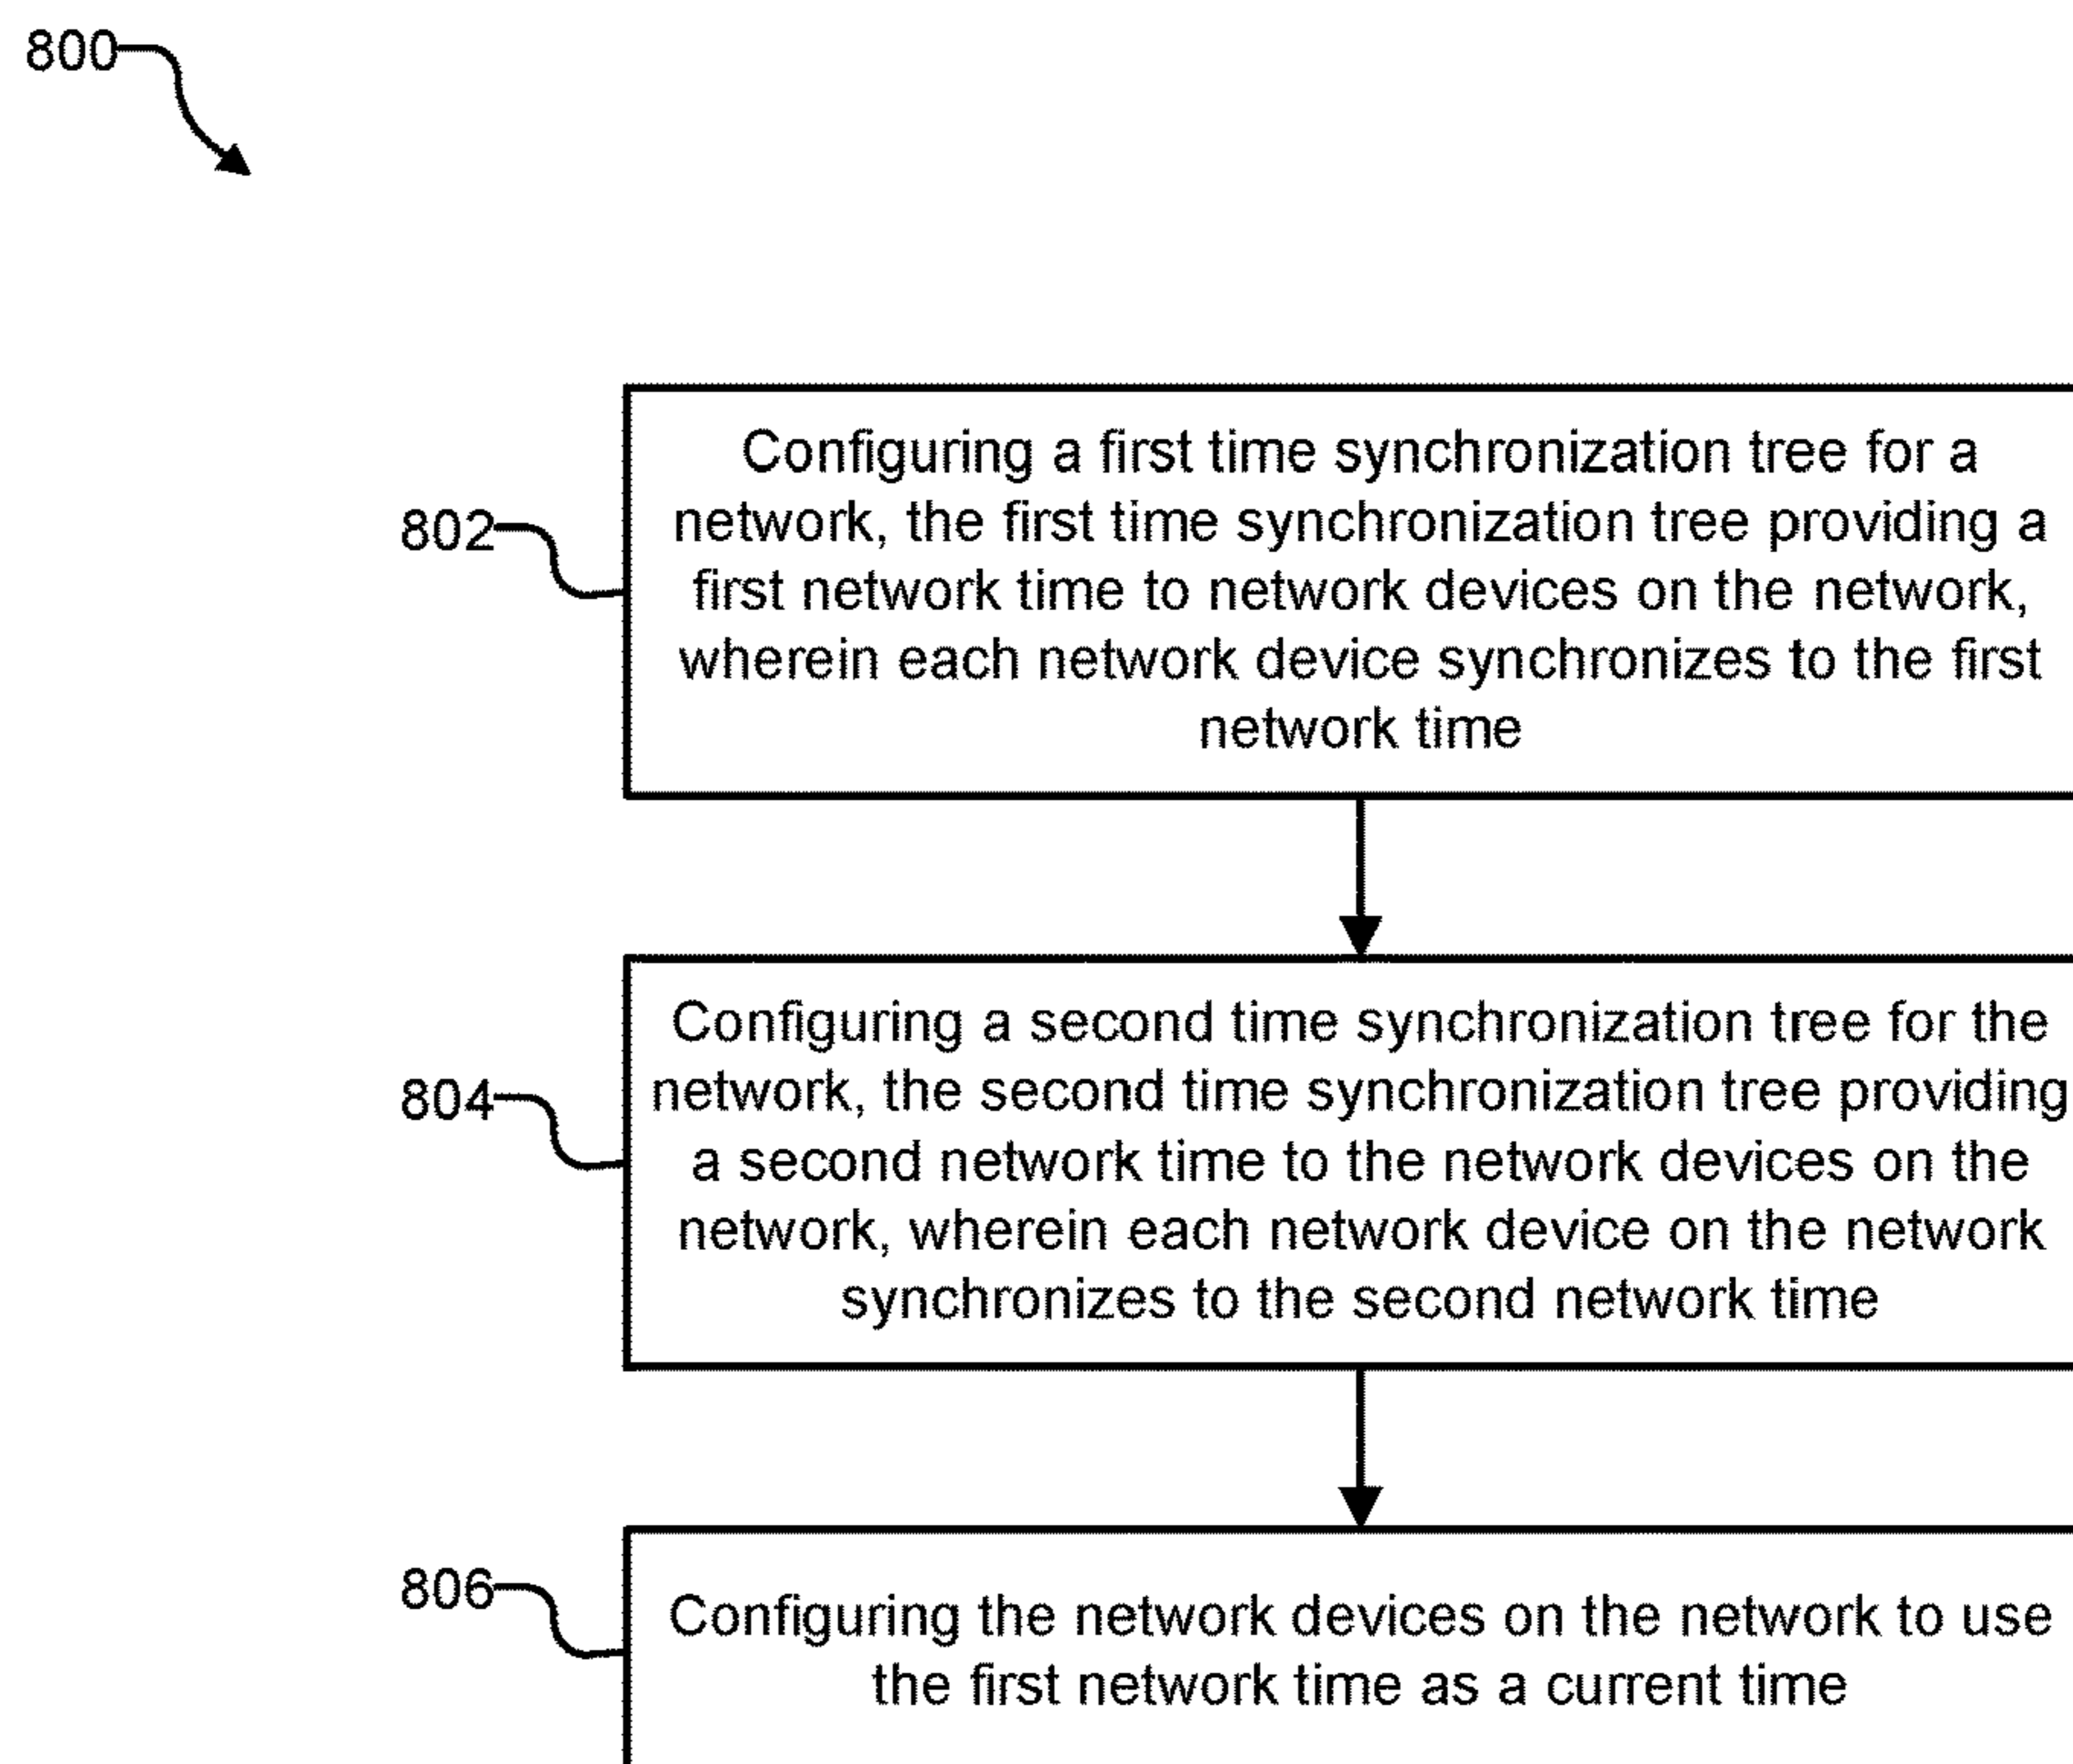 800
802
Configuring a first time synchronization tree for a
network, the first time synchronization tree providing a
first network time to network devices on the network,
wherein each network device synchronizes to the first
network time
804
Configuring a second time synchronization tree for the
network, the second time synchronization tree providing
a second network time to the network devices on the
network, wherein each network device on the network
synchronizes to the second network time
806
Configuring the network devices on the network to use
the first network time as a current time